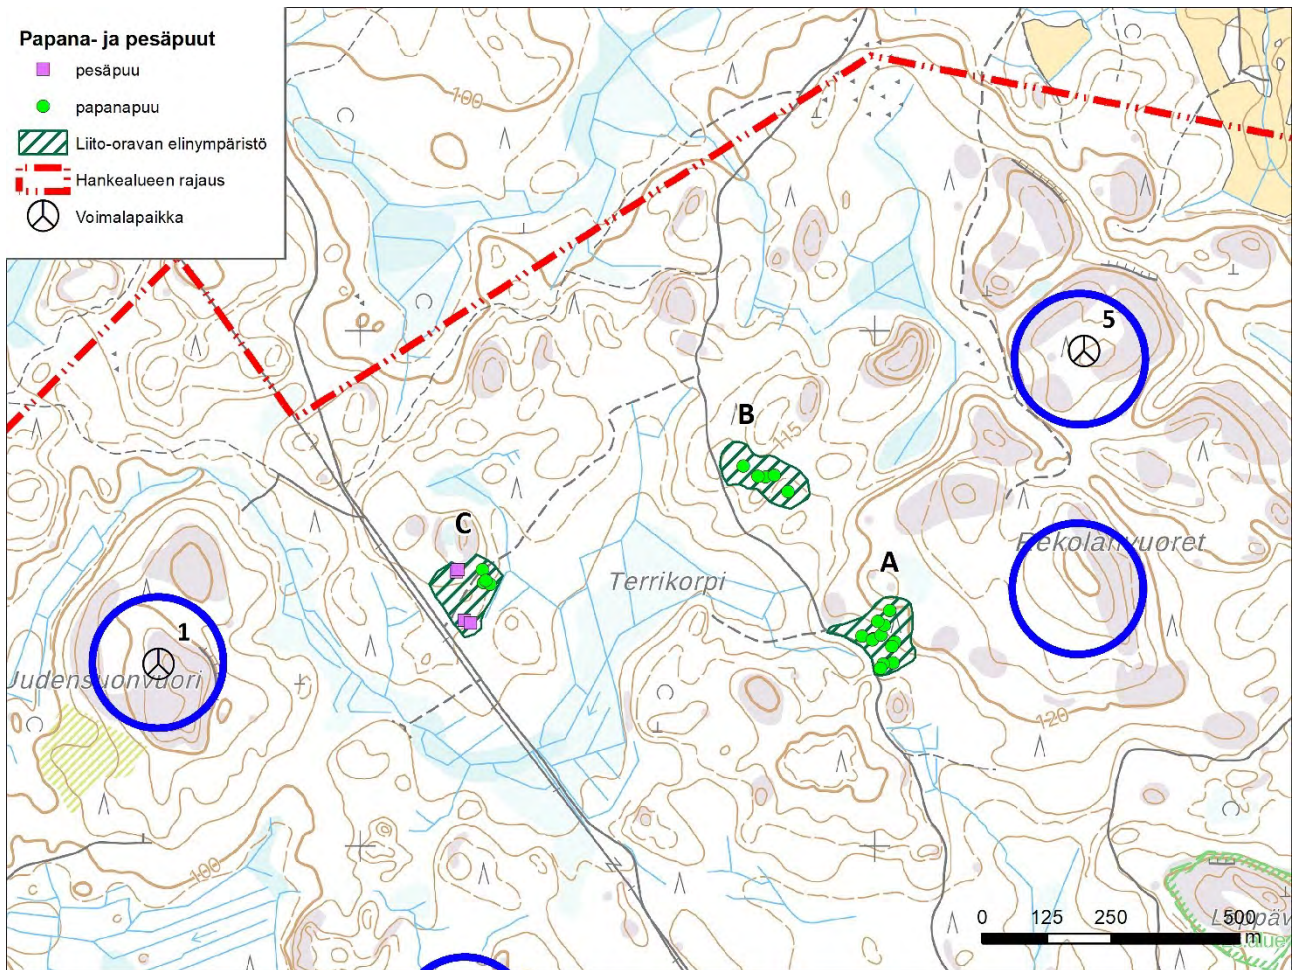 Papana- ja pesäpuut
pesäpuu
papanapuu
Liito-oravan elinympäristö
Hankealueen rajaus
Voimalapaikka
100
5
B
115
C
Rekolanvuoret
A
Terrikorpi
1
Judensuonvuori
120
100
0 125 250 500
m